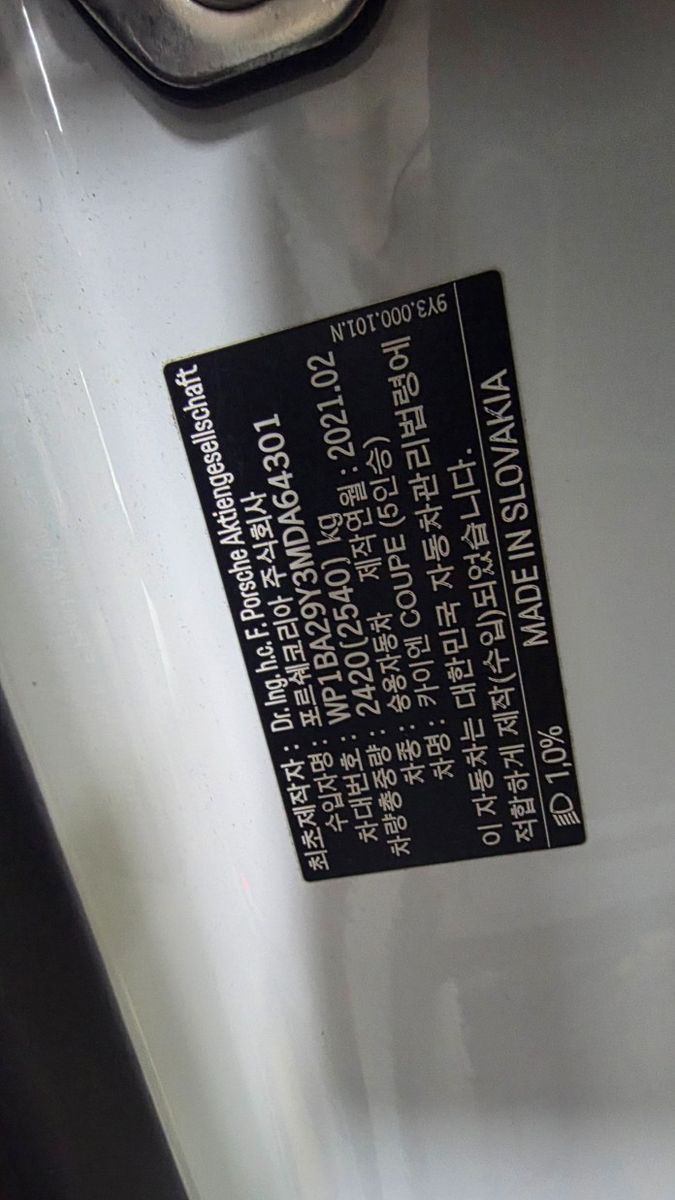 최초제작자 : Dr. Ing. h.c. F. Porsche Aktiengesellschaft
수입자명 : 포르쉐코리아 주식회사
차대번호 : WP1BA29Y3MDA64301
차량총중량 : 2420(2540) kg
차종 : 승용자동차 제작연월 : 2021.02
차명 : 카이엔 COUPE (5인승)
이 자동차는 대한민국 자동차관리법령에
적합하게 제작(수입)되었습니다.
MADE IN SLOVAKIA
1,0%
9Y3.000.101.N